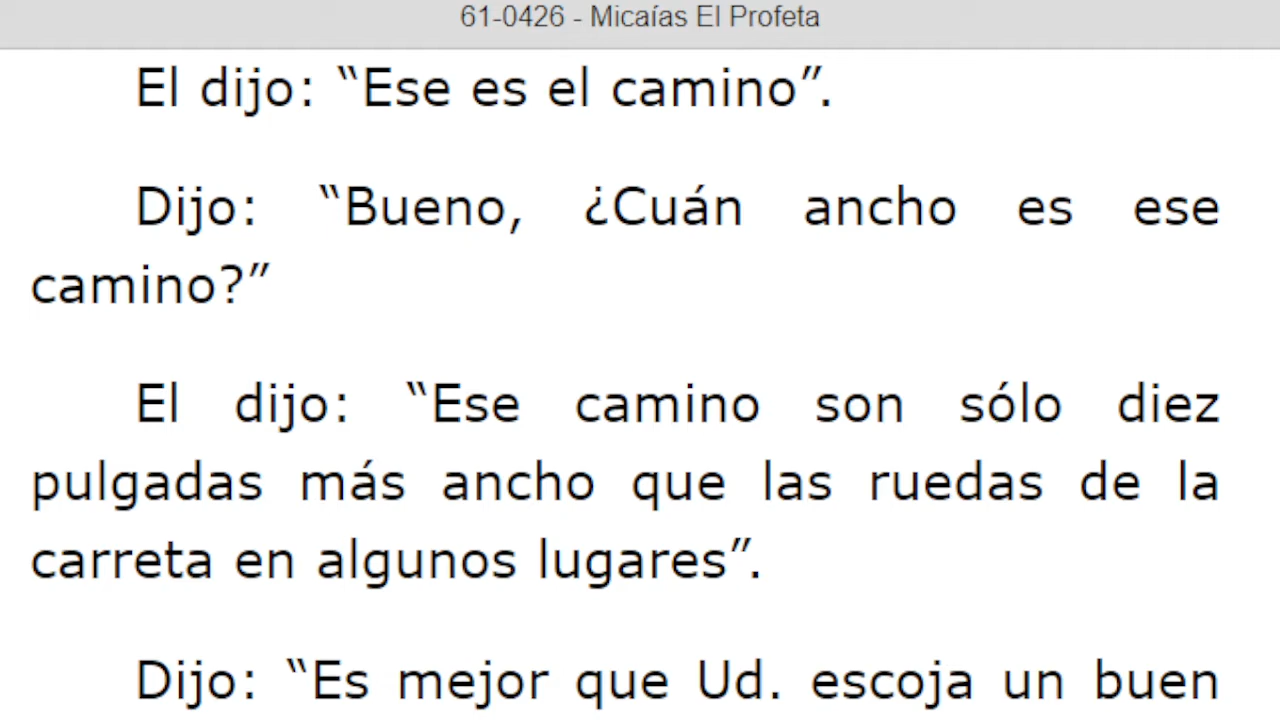 61-0426 - Micaías El Profeta
El dijo: “Ese es el camino”.
Dijo: “Bueno, ¿Cuán ancho es ese
camino?”
El dijo: “Ese camino son sólo diez
pulgadas más ancho que las ruedas de la
carreta en algunos lugares”.
Dijo: “Es mejor que Ud. escoja un buen